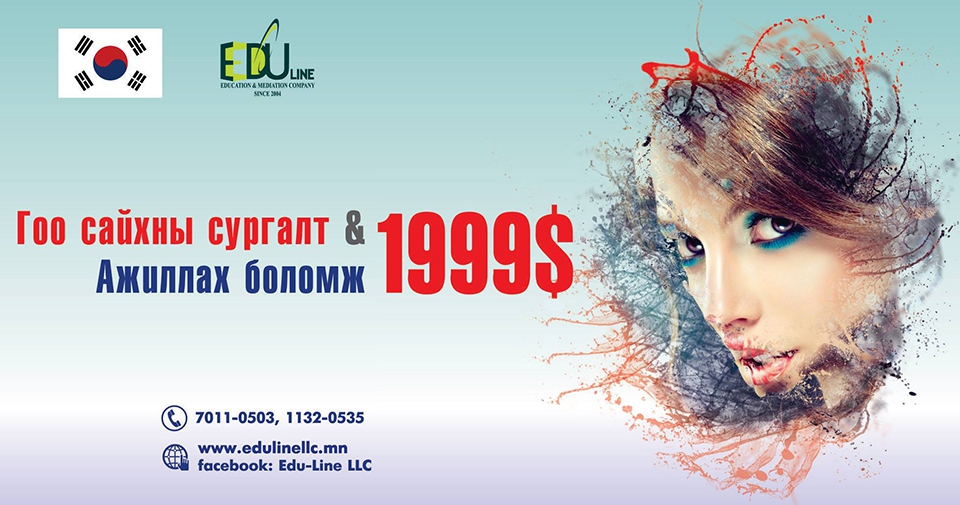 EDU LINE
EDUCATION & MEDIATION COMPANY
SINCE 2004
Гоо сайхны сургалт &
Ажиллах боломж
1999$
7011-0503, 1132-0535
www.edulinellc.mn
facebook: Edu-Line LLC